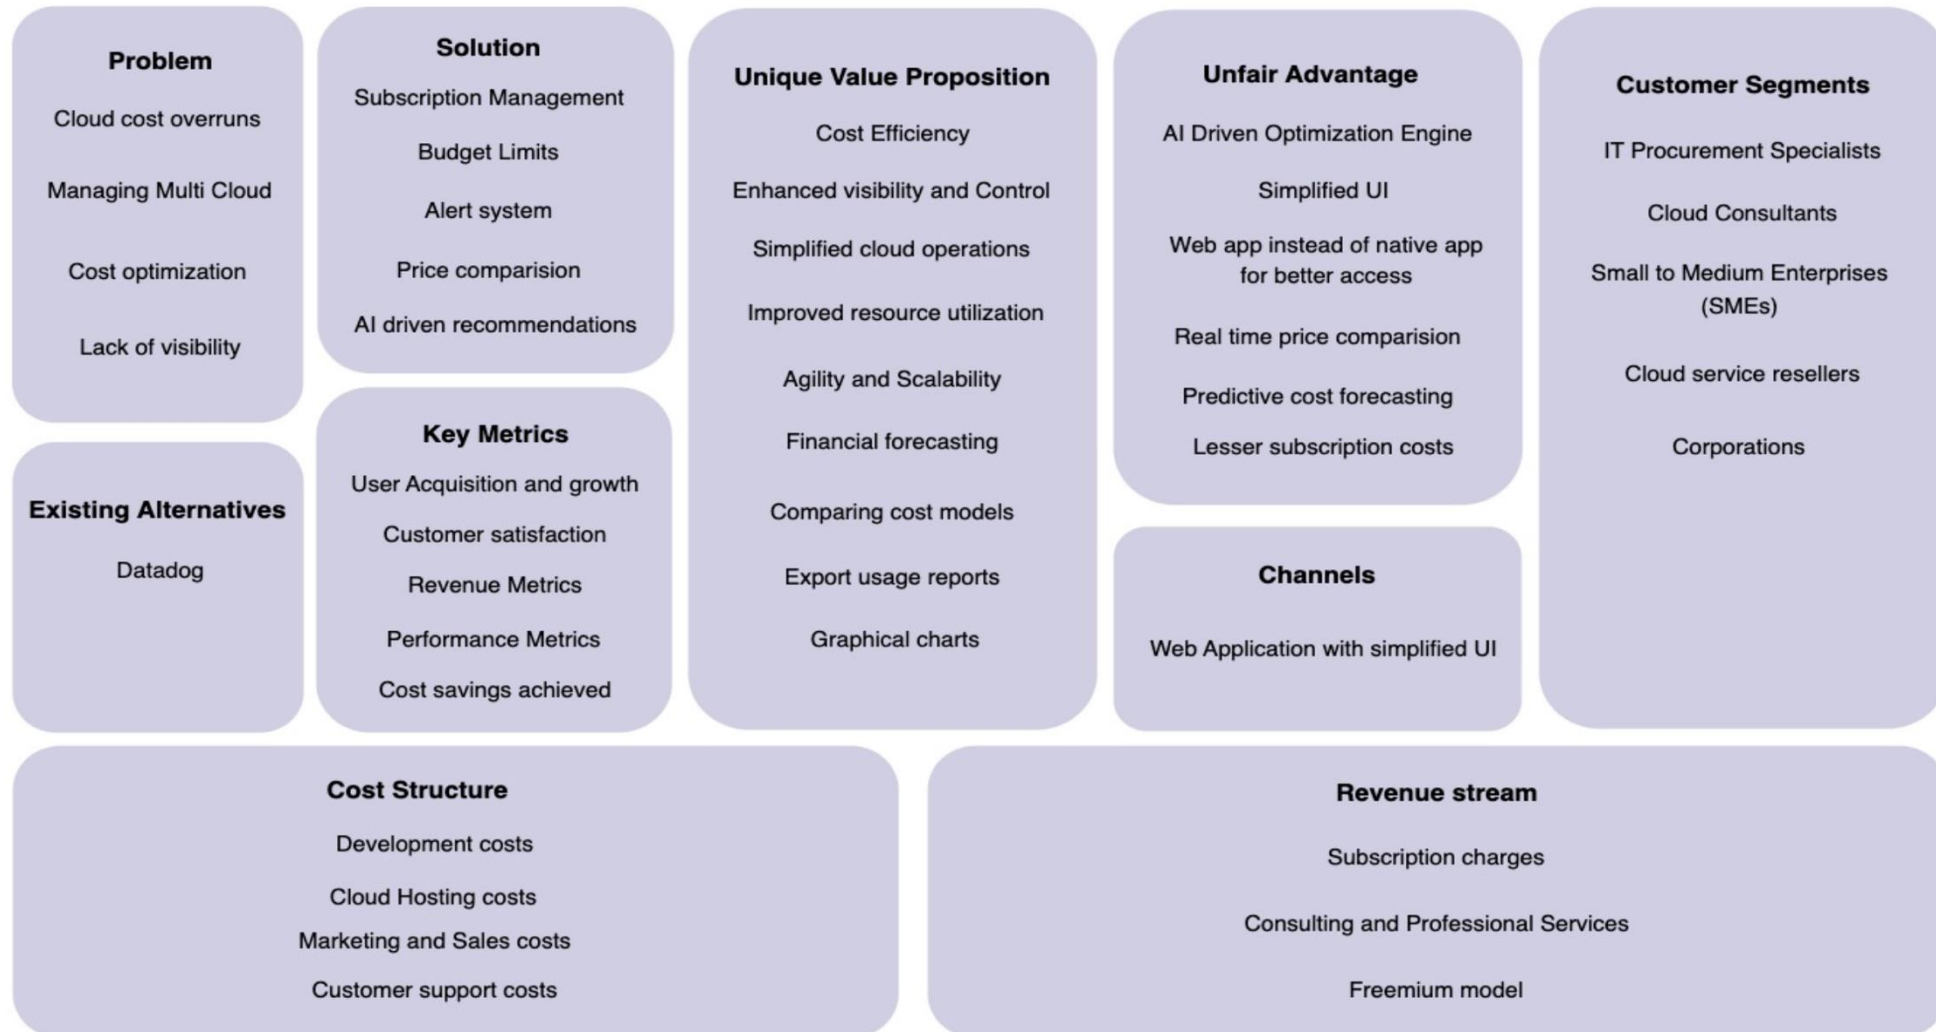 Problem
Cloud cost overruns
Managing Multi Cloud
Cost optimization
Lack of visibility
Existing Alternatives
Datadog
Solution
Subscription Management
Budget Limits
Alert system
Price comparision
AI driven recommendations
Key Metrics
User Acquisition and growth
Customer satisfaction
Revenue Metrics
Performance Metrics
Cost savings achieved
Unique Value Proposition
Cost Efficiency
Enhanced visibility and Control
Simplified cloud operations
Improved resource utilization
Agility and Scalability
Financial forecasting
Comparing cost models
Export usage reports
Graphical charts
Unfair Advantage
AI Driven Optimization Engine
Simplified UI
Web app instead of native app
for better access
Real time price comparision
Predictive cost forecasting
Lesser subscription costs
Channels
Web Application with simplified UI
Customer Segments
IT Procurement Specialists
Cloud Consultants
Small to Medium Enterprises
(SMEs)
Cloud service resellers
Corporations
Cost Structure
Development costs
Cloud Hosting costs
Marketing and Sales costs
Customer support costs
Revenue stream
Subscription charges
Consulting and Professional Services
Freemium model